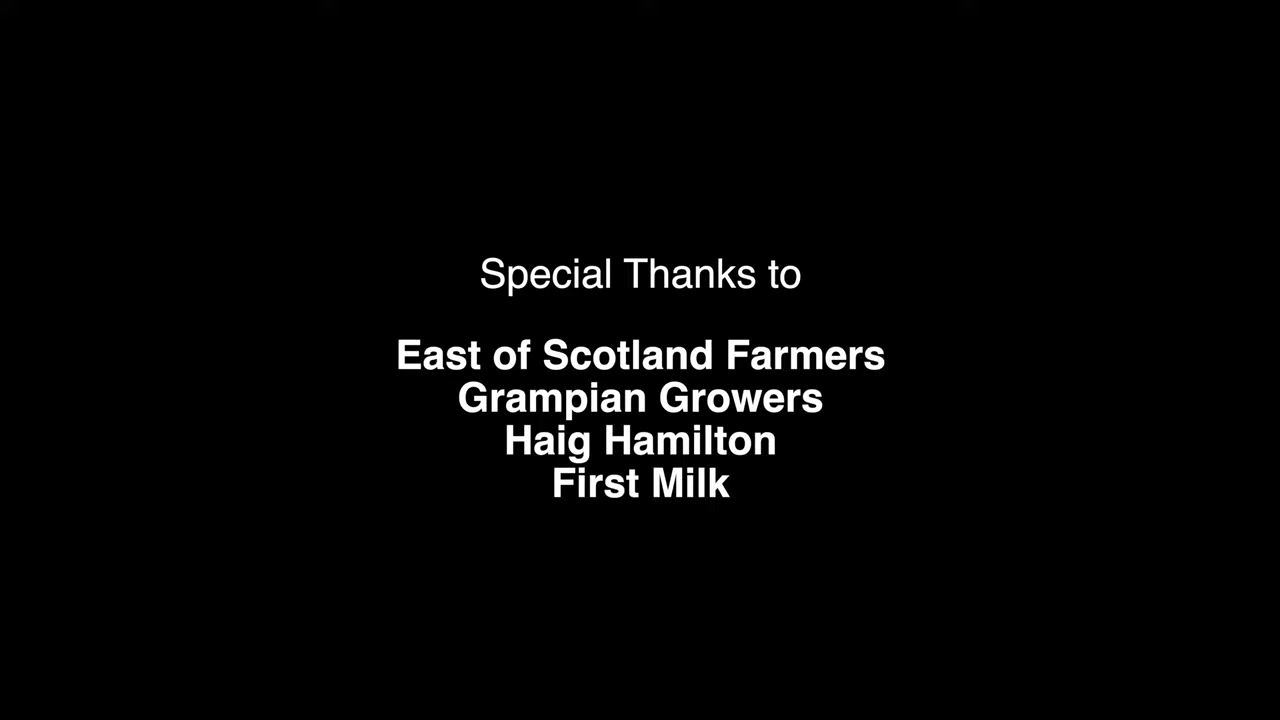 Special Thanks to
East of Scotland Farmers
Grampian Growers
Haig Hamilton
First Milk